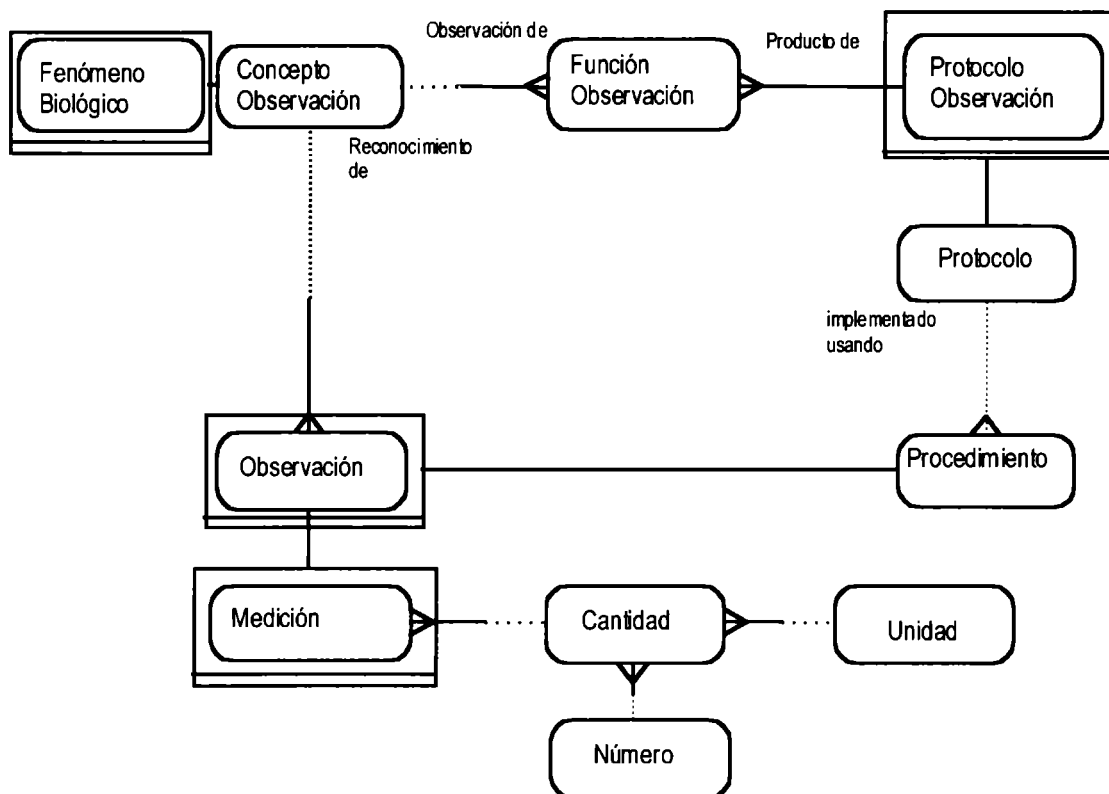 Observación de
Producto de
Fenómeno
Biológico
Concepto
Observación
Función
Observación
Protocolo
Observación
Reconocimiento
de
Protocolo
implementado
usando
Observación
Procedimiento
Medición
Cantidad
Unidad
Número